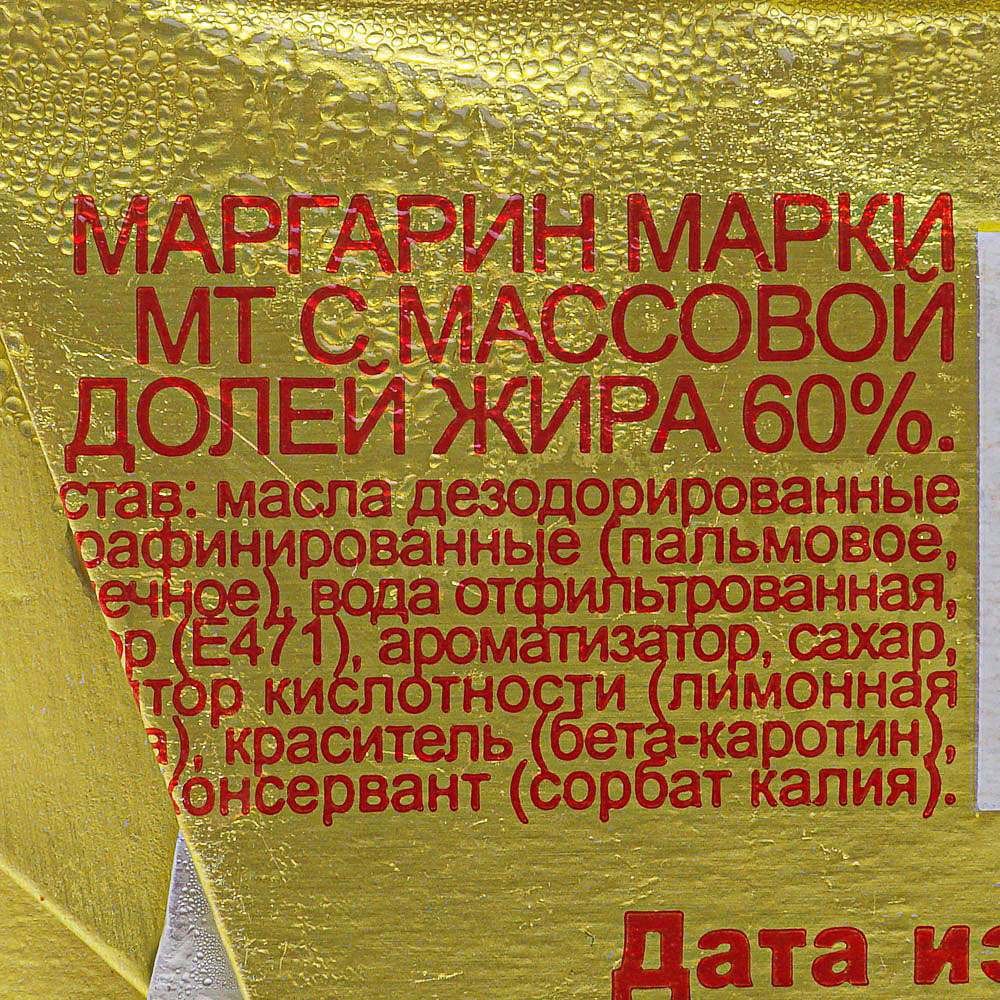 МАРГАРИН МАРКИ
МТ С МАССОВОЙ
ДОЛЕЙ ЖИРА 60%.
став: масла дезодорированные
рафинированные (пальмовое,
ечное), вода отфильтрованная,
ор (Е471), ароматизатор, сахар,
тор кислотности (лимонная
а), краситель (бета-каротин),
консервант (сорбат калия).
Дата из